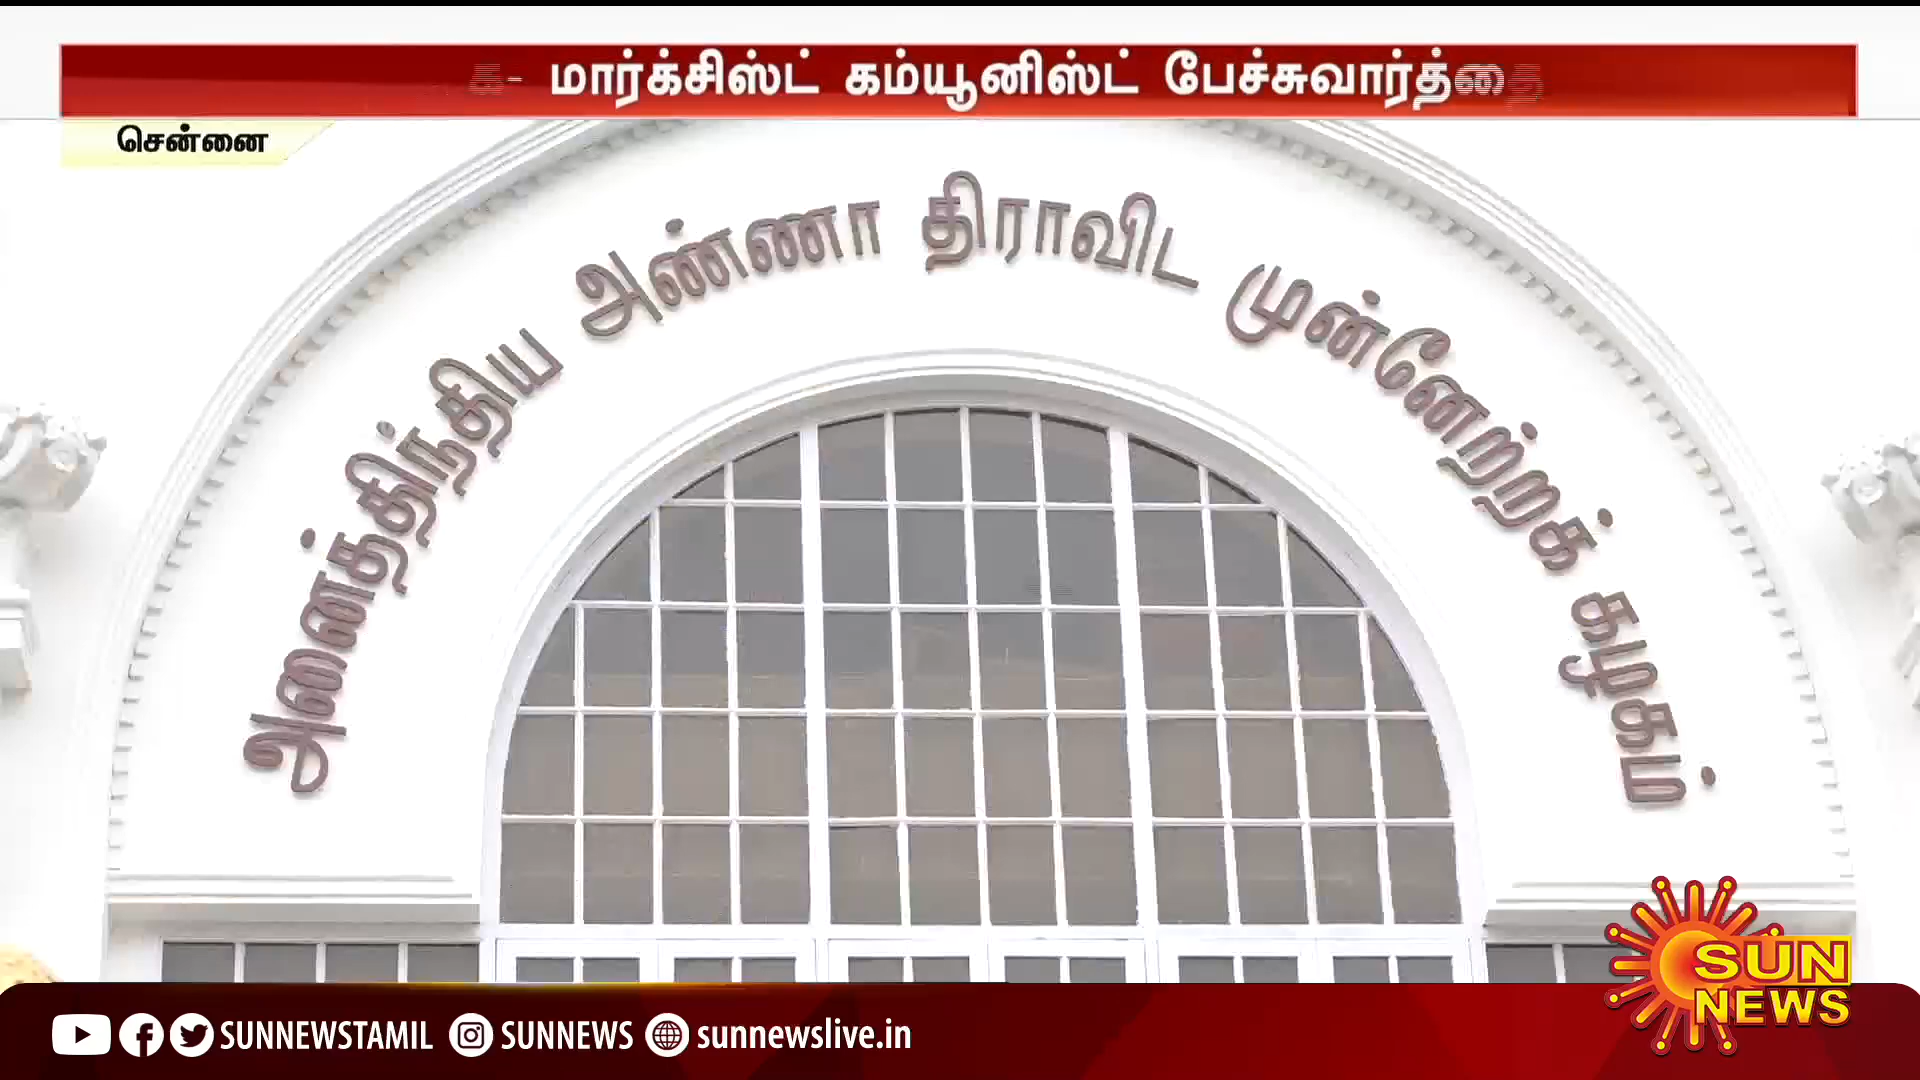 மார்க்சிஸ்ட் கம்யூனிஸ்ட் பேச்சுவார்த்தை
சென்னை
அனைத்திந்திய அண்ணா திராவிட முன்னேற்றக் கழகம்
SUN
NEWS
SUNNEWSTAMIL SUNNEWS sunnewslive.in